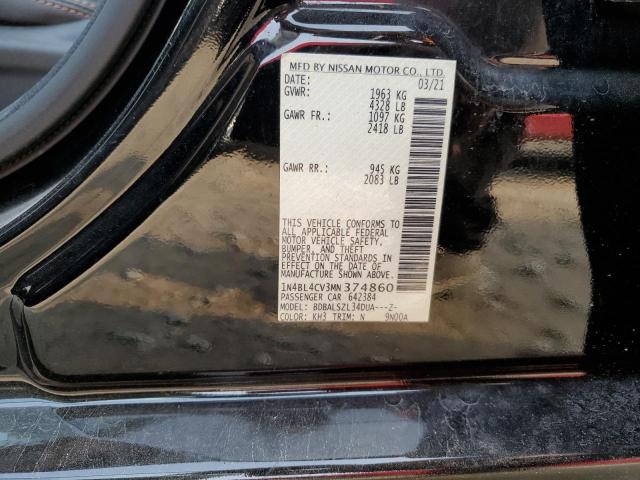 MFD BY NISSAN MOTOR CO., LTD.
DATE: 03/21
GVWR: 1963 KG
4328 LB
GAWR FR.: 1097 KG
2418 LB
GAWR RR.: 945 KG
2083 LB
THIS VEHICLE CONFORMS TO
ALL APPLICABLE FEDERAL
MOTOR VEHICLE SAFETY,
BUMPER, AND THEFT
PREVENTION STANDARDS IN
EFFECT ON THE DATE OF
MANUFACTURE SHOWN ABOVE.
1N4BL4CV3MN374860
PASSENGER CAR 642384
MODEL: BDBALSZL34DUA---Z-
COLOR: KH3 TRIM: N 9N00A